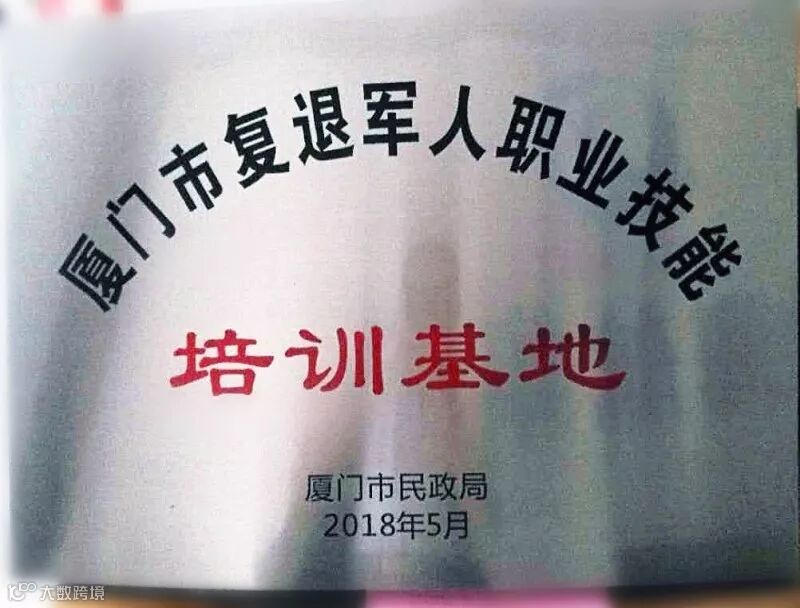 厦门市复退军人职业技能
培训基地
厦门市民政局
2018年5月
大数跨境